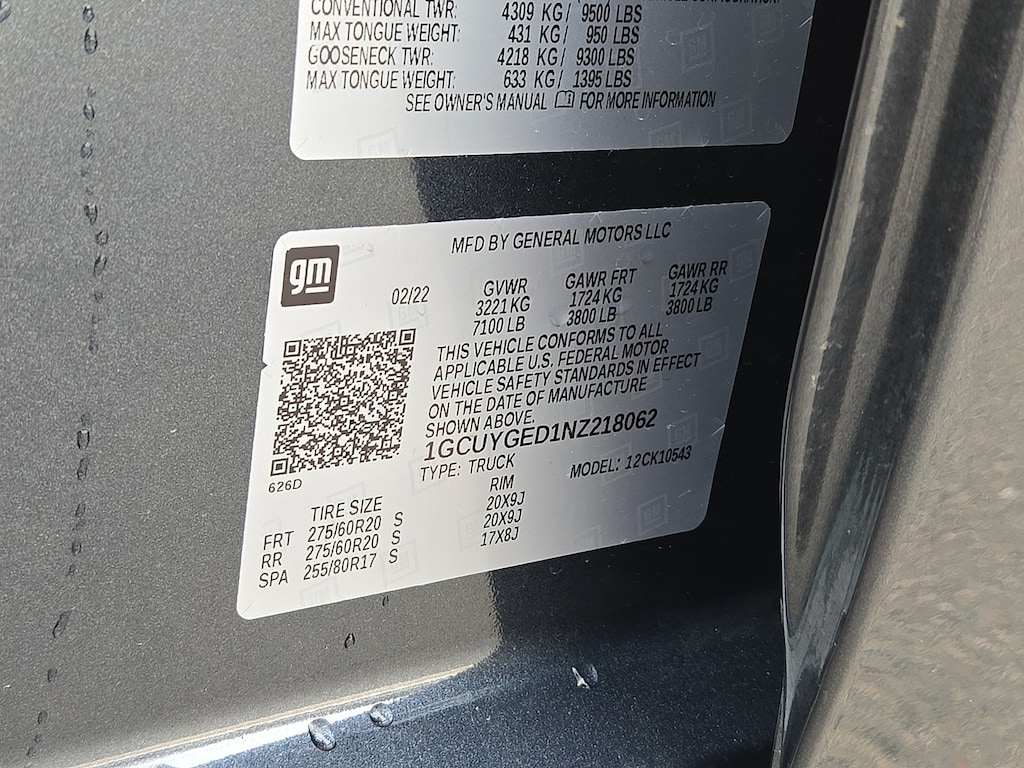 CONVENTIONAL TWR: 4309 KG/ 9500 LBS
MAX TONGUE WEIGHT: 431 KG/ 950 LBS
GOOSENECK TWR: 4218 KG/ 9300 LBS
MAX TONGUE WEIGHT: 633 KG/ 1395 LBS
SEE OWNER'S MANUAL FOR MORE INFORMATION
gm
MFD BY GENERAL MOTORS LLC
02/22
GVWR GAWR FRT GAWR RR
3221 KG 1724 KG 1724 KG
7100 LB 3800 LB 3800 LB
THIS VEHICLE CONFORMS TO ALL
APPLICABLE U.S. FEDERAL MOTOR
VEHICLE SAFETY STANDARDS IN EFFECT
ON THE DATE OF MANUFACTURE
SHOWN ABOVE.
1GCUYGED1NZ218062
TYPE: TRUCK MODEL: 12CK10543
626D
TIRE SIZE RIM
FRT 275/60R20 S 20X9J
RR 275/60R20 S 20X9J
SPA 255/80R17 S 17X8J